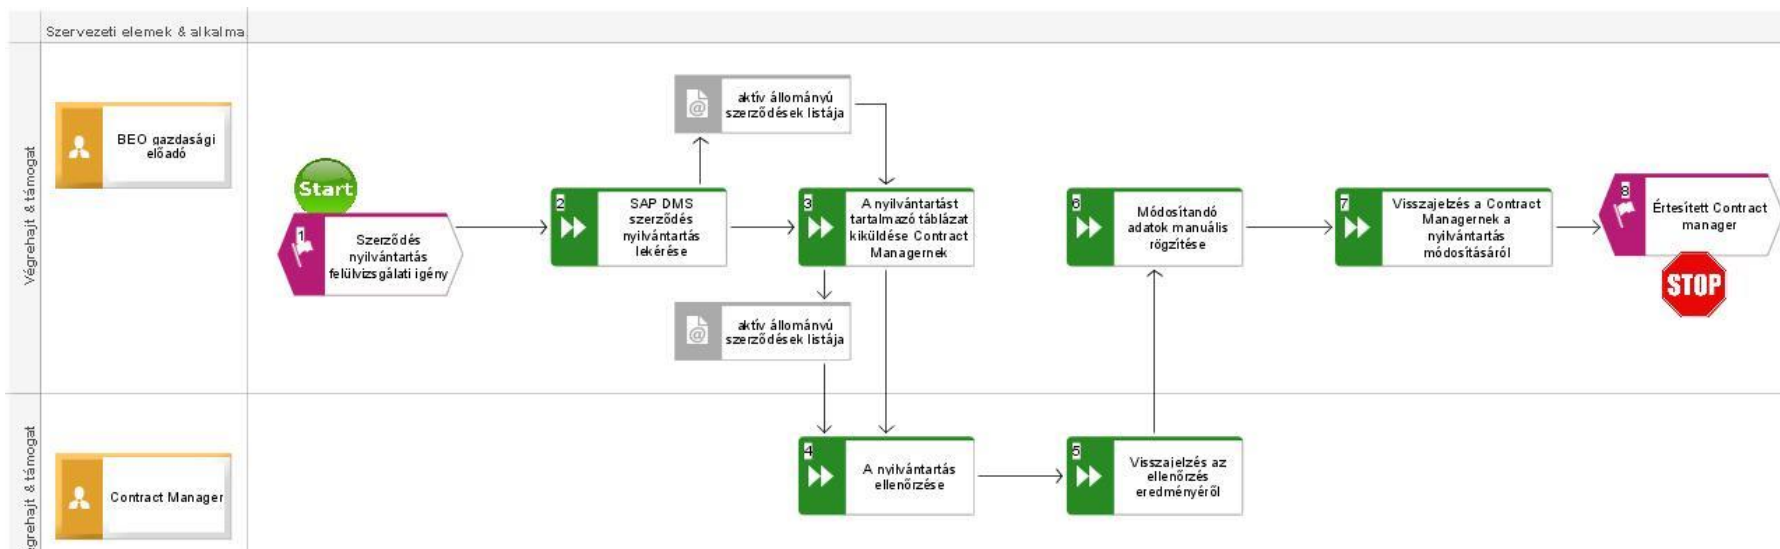 Szervezeti elemek & alkalma
Végrehajt & támogat
BEO gazdasági
előadó
Start
1
Szerződés
nyilvántartás
felülvizsgálati igény
2
SAP DMS
szerződés
nyilvántartás
lekérése
@
aktív állományú
szerződések listája
3
A nyilvántartást
tartalmazó táblázat
kiküldése Contract
Managernek
@
aktív állományú
szerződések listája
6
Módosítandó
adatok manuális
rögzítése
7
Visszajelzés a Contract
Managernek a
nyilvántartás
módosításáról
8
Értesített Contract
manager
STOP
égrehajt & támogat
Contract Manager
4
A nyilvántartás
ellenőrzése
5
Visszajelzés az
ellenőrzés
eredményéről